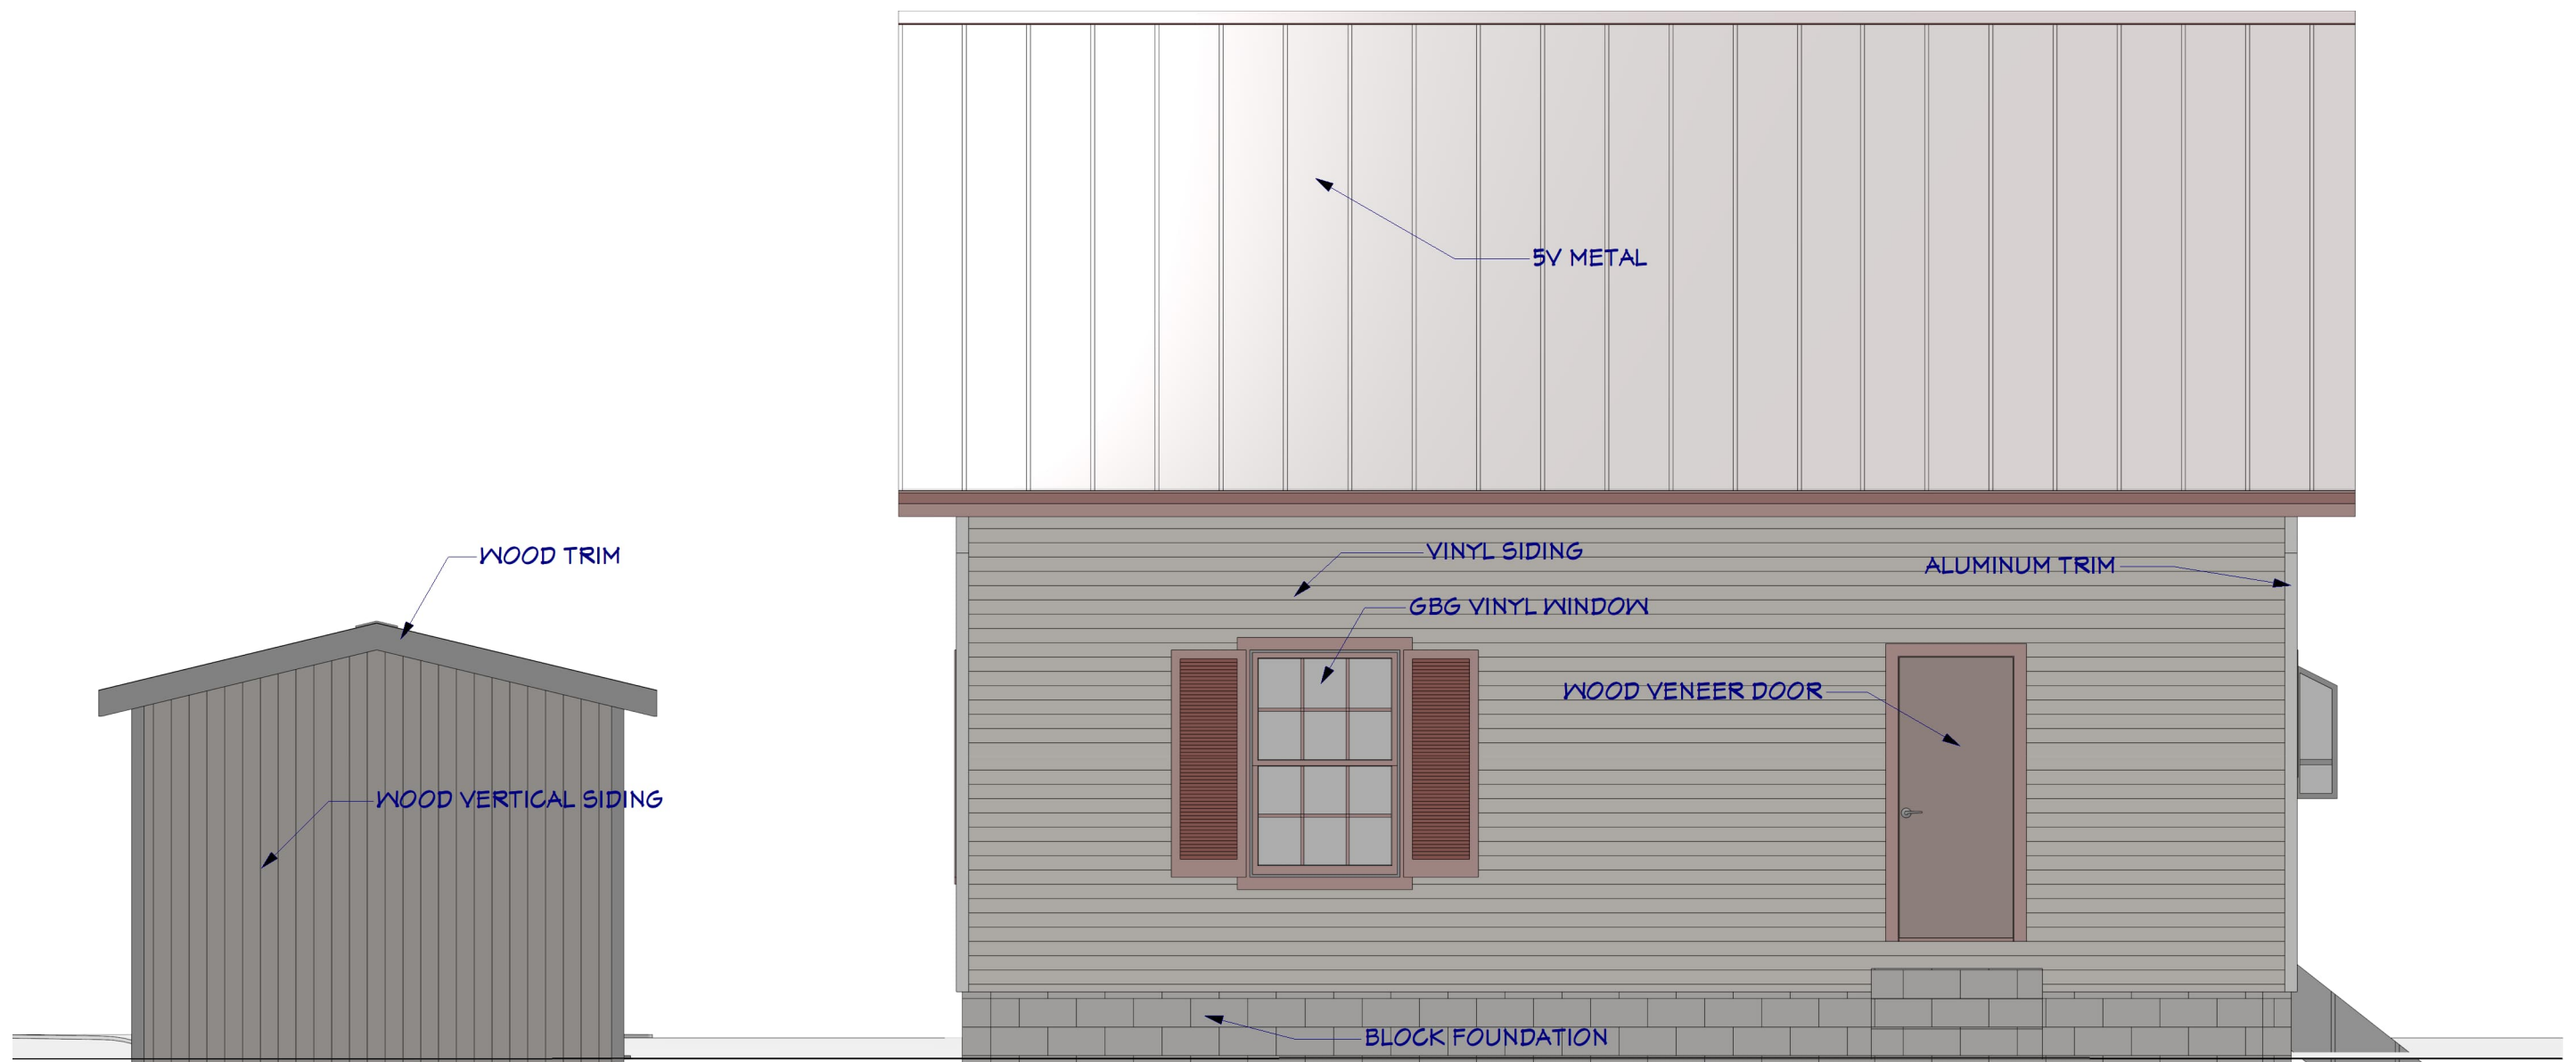 5V METAL
WOOD TRIM
VINYL SIDING
ALUMINUM TRIM
GBG VINYL WINDOW
WOOD VENEER DOOR
WOOD VERTICAL SIDING
BLOCK FOUNDATION